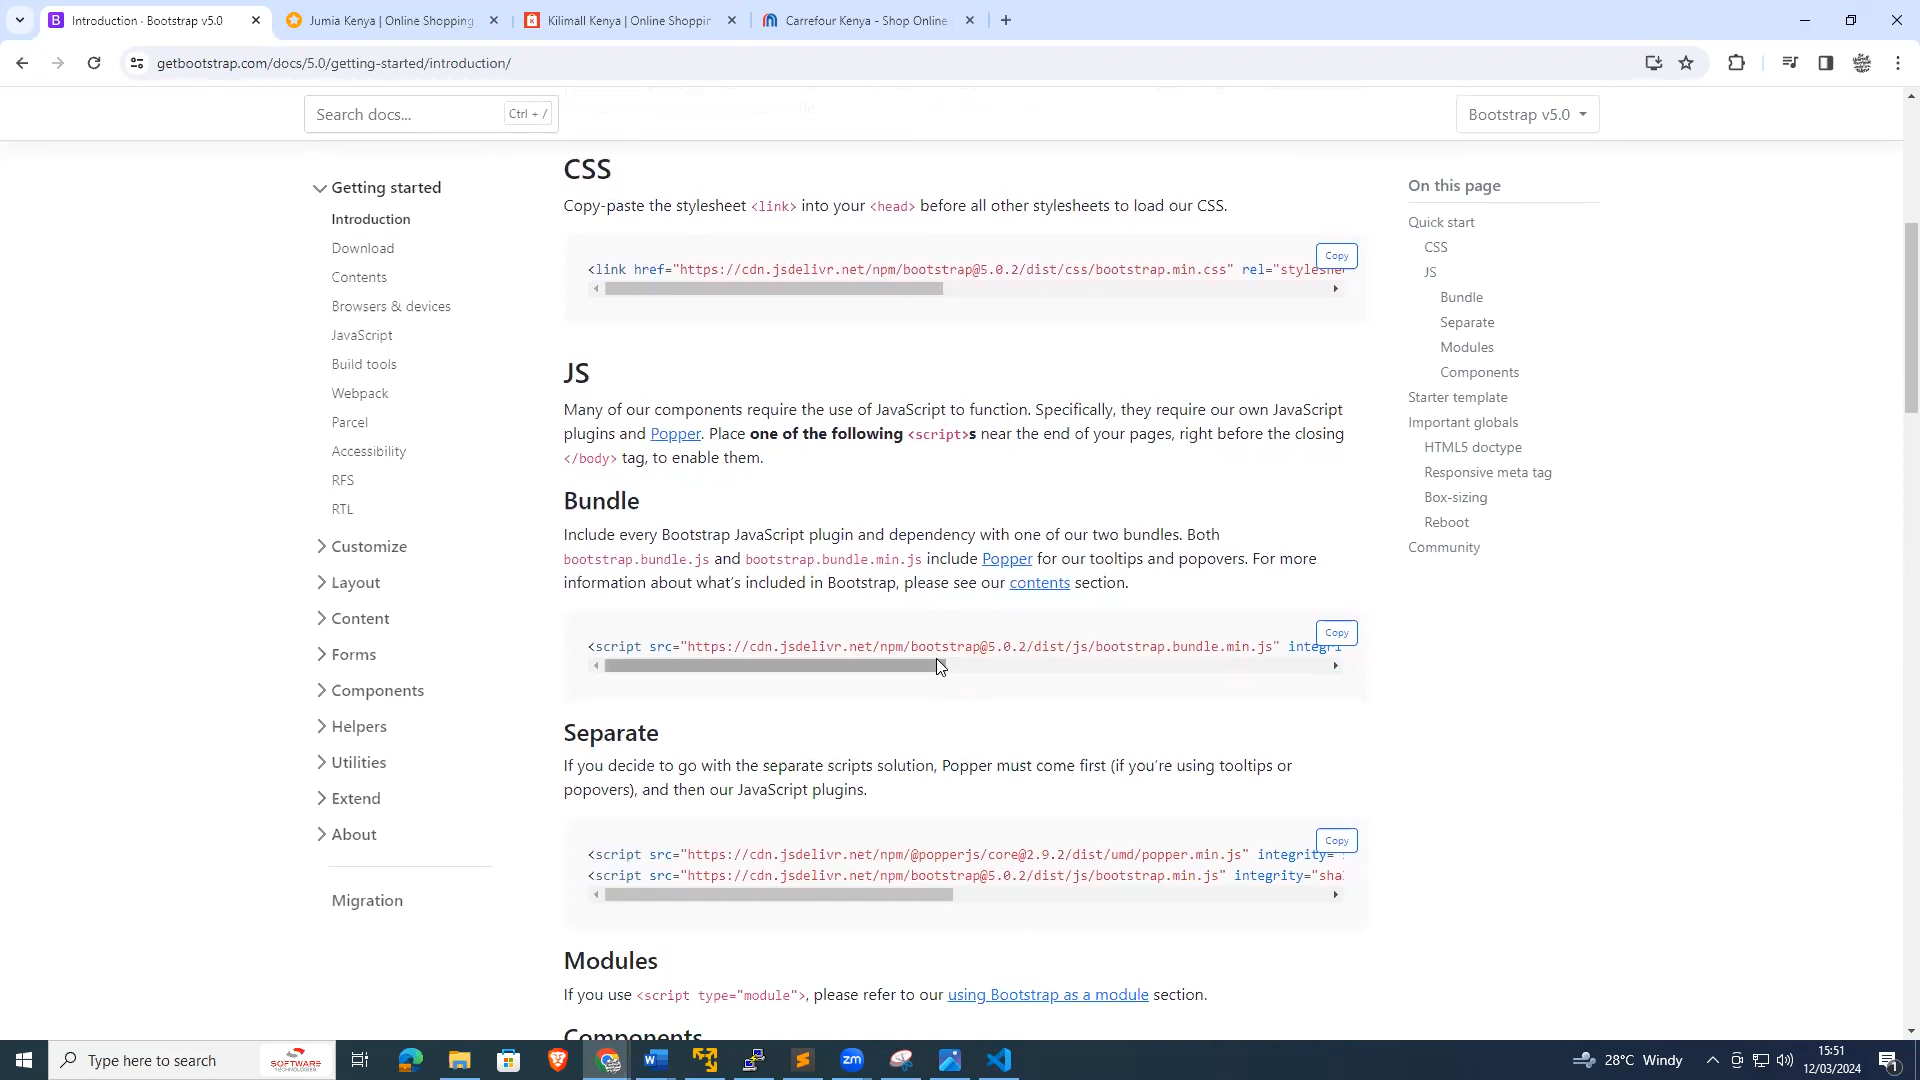 Introduction · Bootstrap v5.0
Jumia Kenya | Online Shopping
Kilimall Kenya | Online Shoppin
Carrefour Kenya - Shop Online
getbootstrap.com/docs/5.0/getting-started/introduction/
Search docs...
Ctrl + /
Bootstrap v5.0
Getting started
Introduction
Download
Contents
Browsers & devices
JavaScript
Build tools
Webpack
Parcel
Accessibility
RFS
RTL
Customize
Layout
Content
Forms
Components
Helpers
Utilities
Extend
About
Migration
CSS
Copy-paste the stylesheet <link> into your <head> before all other stylesheets to load our CSS.
Copy
<link href="https://cdn.jsdelivr.net/npm/bootstrap@5.0.2/dist/css/bootstrap.min.css" rel="styleshe
JS
Many of our components require the use of JavaScript to function. Specifically, they require our own JavaScript
plugins and Popper. Place one of the following <script>s near the end of your pages, right before the closing
</body> tag, to enable them.
Bundle
Include every Bootstrap JavaScript plugin and dependency with one of our two bundles. Both
bootstrap.bundle.js and bootstrap.bundle.min.js include Popper for our tooltips and popovers. For more
information about what's included in Bootstrap, please see our contents section.
Copy
<script src="https://cdn.jsdelivr.net/npm/bootstrap@5.0.2/dist/js/bootstrap.bundle.min.js" integri
Separate
If you decide to go with the separate scripts solution, Popper must come first (if you're using tooltips or
popovers), and then our JavaScript plugins.
Copy
<script src="https://cdn.jsdelivr.net/npm/@popperjs/core@2.9.2/dist/umd/popper.min.js" integrity="
<script src="https://cdn.jsdelivr.net/npm/bootstrap@5.0.2/dist/js/bootstrap.min.js" integrity="sha
Modules
If you use <script type="module">, please refer to our using Bootstrap as a module section.
Components
On this page
Quick start
CSS
JS
Bundle
Separate
Modules
Components
Starter template
Important globals
HTML5 doctype
Responsive meta tag
Box-sizing
Reboot
Community
Type here to search
SOFTWARE
28°C Windy
15:51
12/03/2024
1